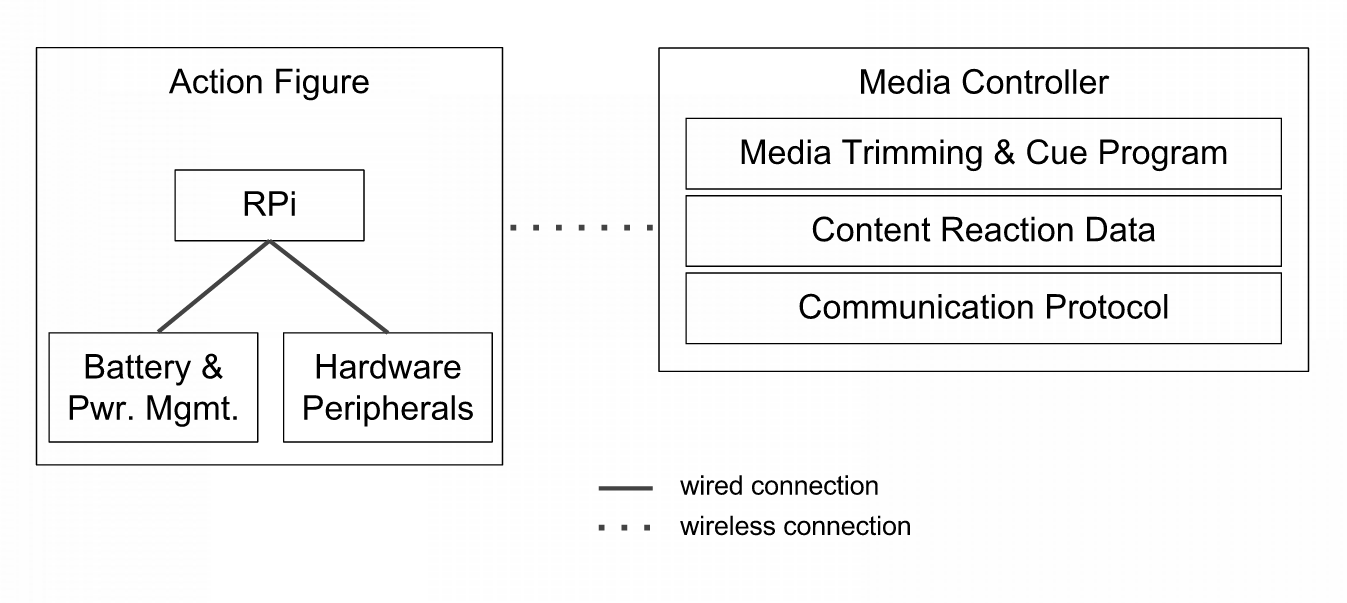 Action Figure
RPi
Battery &
Pwr. Mgmt.
Hardware
Peripherals
Media Controller
Media Trimming & Cue Program
Content Reaction Data
Communication Protocol
wired connection
wireless connection